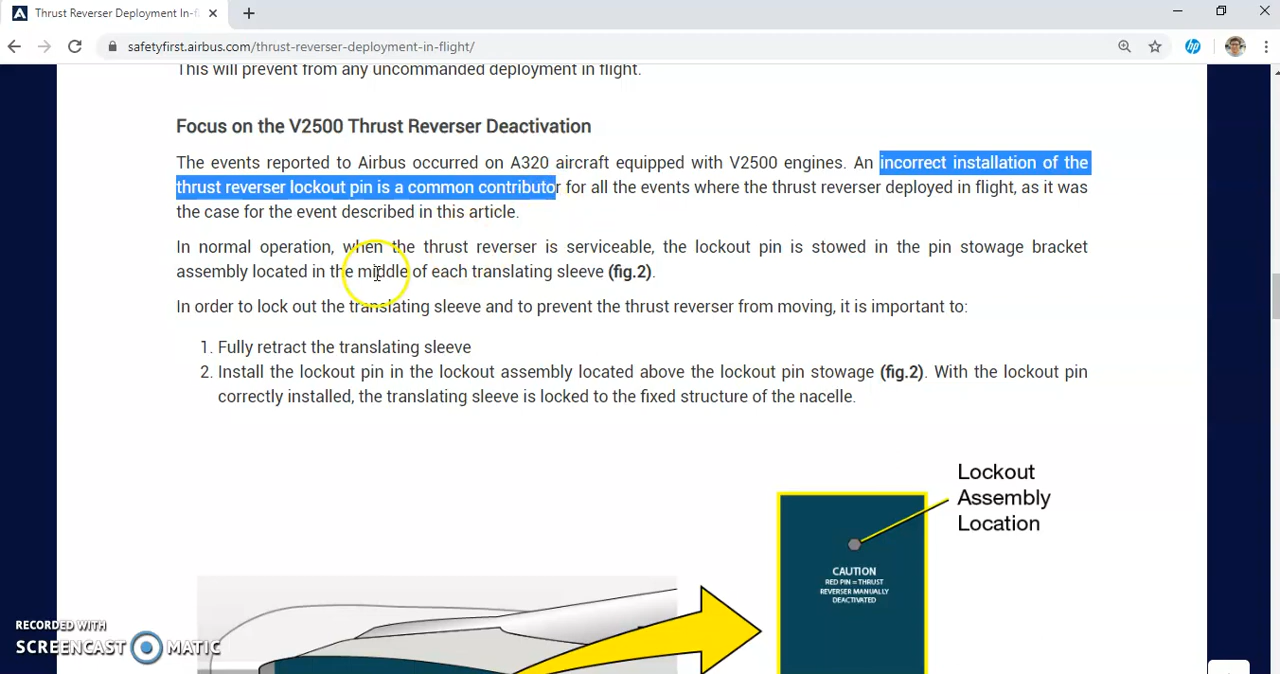 Thrust Reverser Deployment In-f
safetyfirst.airbus.com/thrust-reverser-deployment-in-flight/
This will prevent from any uncommanded deployment in flight.
Focus on the V2500 Thrust Reverser Deactivation
The events reported to Airbus occurred on A320 aircraft equipped with V2500 engines. An incorrect installation of the
thrust reverser lockout pin is a common contributor for all the events where the thrust reverser deployed in flight, as it was
the case for the event described in this article.
In normal operation, when the thrust reverser is serviceable, the lockout pin is stowed in the pin stowage bracket
assembly located in the middle of each translating sleeve (fig.2).
In order to lock out the translating sleeve and to prevent the thrust reverser from moving, it is important to:
1. Fully retract the translating sleeve
2. Install the lockout pin in the lockout assembly located above the lockout pin stowage (fig.2). With the lockout pin
correctly installed, the translating sleeve is locked to the fixed structure of the nacelle.
Lockout
Assembly
Location
CAUTION
RED PIN = THRUST
REVERSER MANUALLY
DEACTIVATED
RECORDED WITH
SCREENCAST MATIC
hp